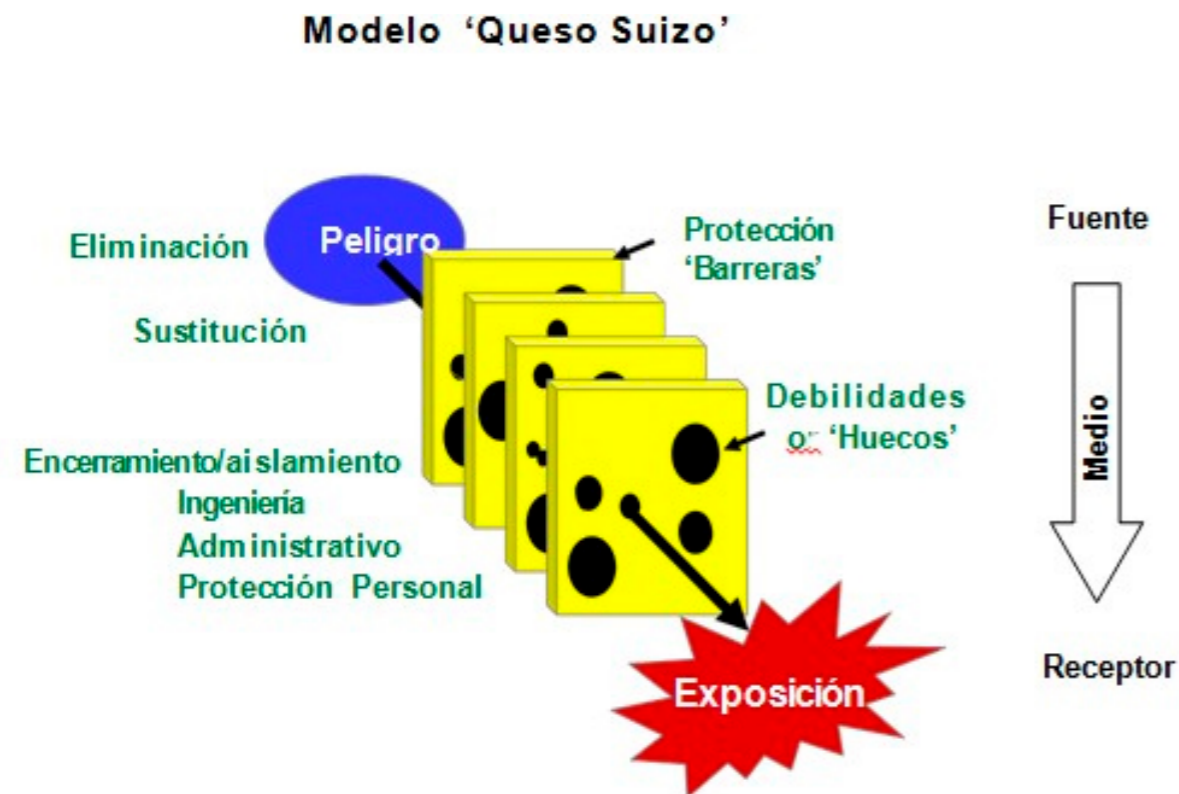 Modelo ‘Queso Suizo’
Eliminación
Peligro
Protección
‘Barreras’
Fuente
Sustitución
Debilidades
o: ‘Huecos’
Medio
Encerramiento/aislamiento
Ingeniería
Administrativo
Protección Personal
Exposición
Receptor